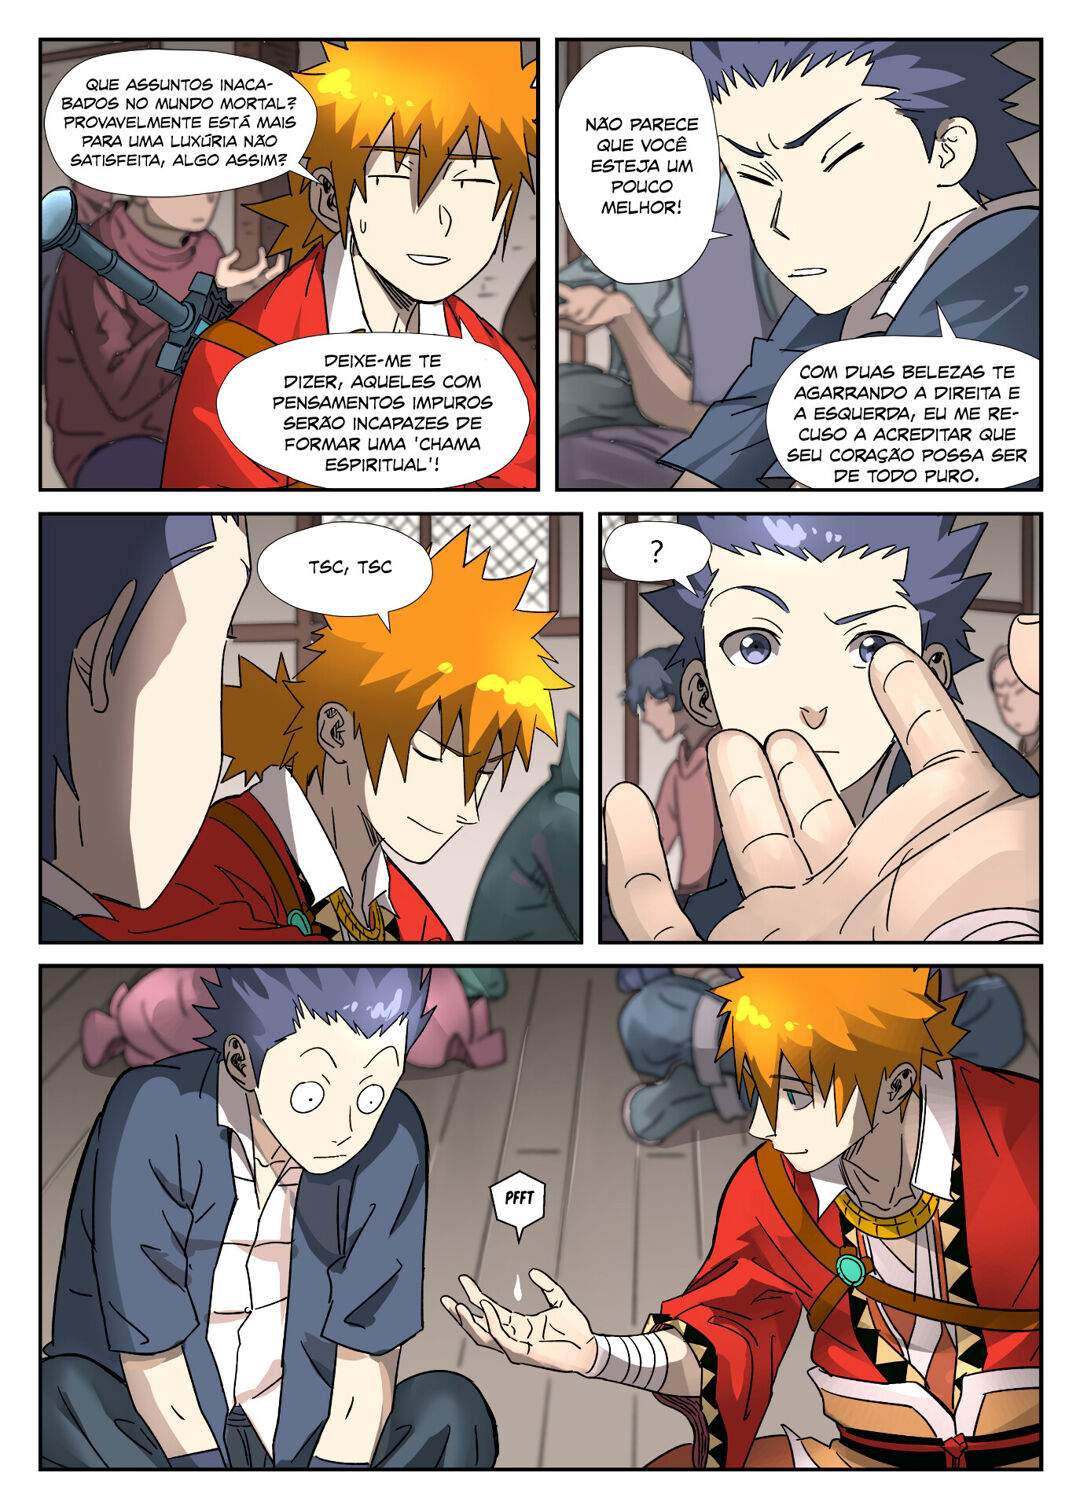 QUE ASSUNTOS INACA-
BADOS NO MUNDO MORTAL?
PROVAVELMENTE ESTÁ MAIS
PARA UMA LUXÚRIA NÃO
SATISFEITA, ALGO ASSIM?
DEIXE-ME TE
DIZER, AQUELES COM
PENSAMENTOS IMPUROS
SERÃO INCAPAZES DE
FORMAR UMA 'CHAMA
ESPIRITUAL'!
NÃO PARECE
QUE VOCÊ
ESTEJA UM
POUCO
MELHOR!
COM DUAS BELEZAS TE
AGARRANDO A DIREITA E
A ESQUERDA, EU ME RE-
CUSO A ACREDITAR QUE
SEU CORAÇÃO POSSA SER
DE TODO PURO.
TSC, TSC
?
PFFT